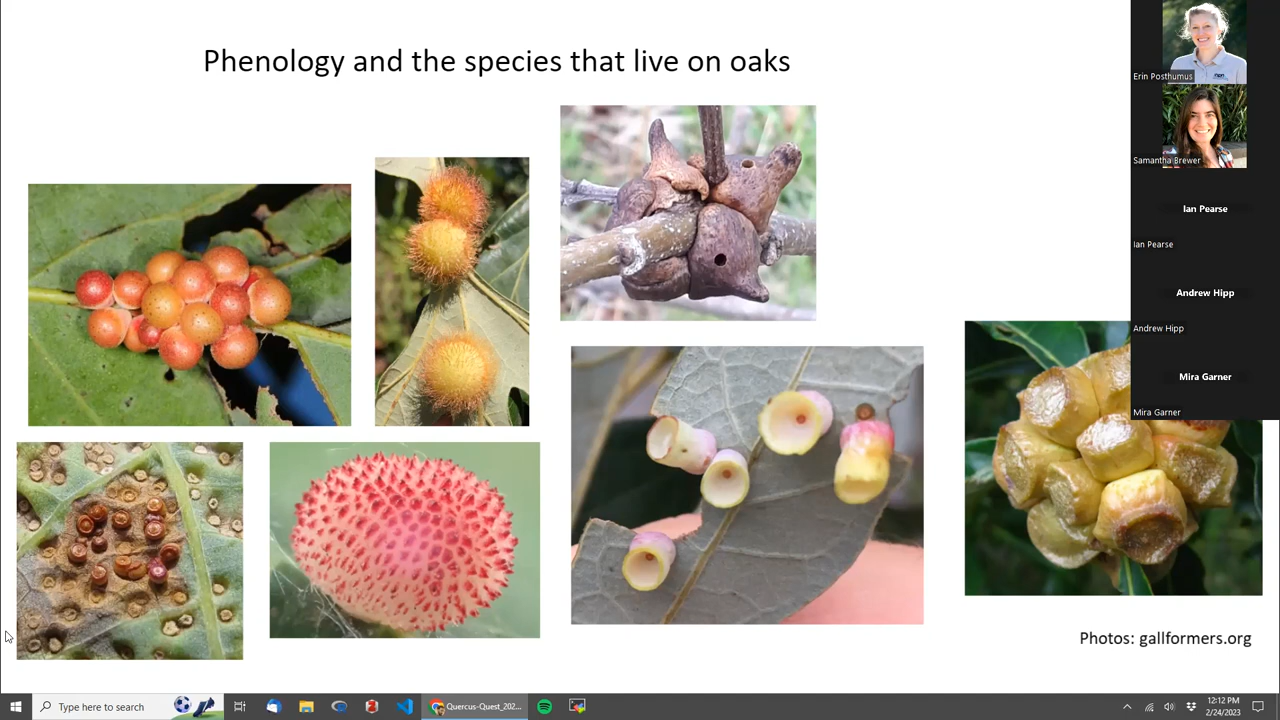 Phenology and the species that live on oaks
Erin Posthumus
Samantha Brewer
Ian Pearse
Ian Pearse
Andrew Hipp
Andrew Hipp
Mira Garner
Mira Garner
Photos: gallformers.org
Type here to search
Quercus-Quest_202...
12:12 PM
2/24/2023